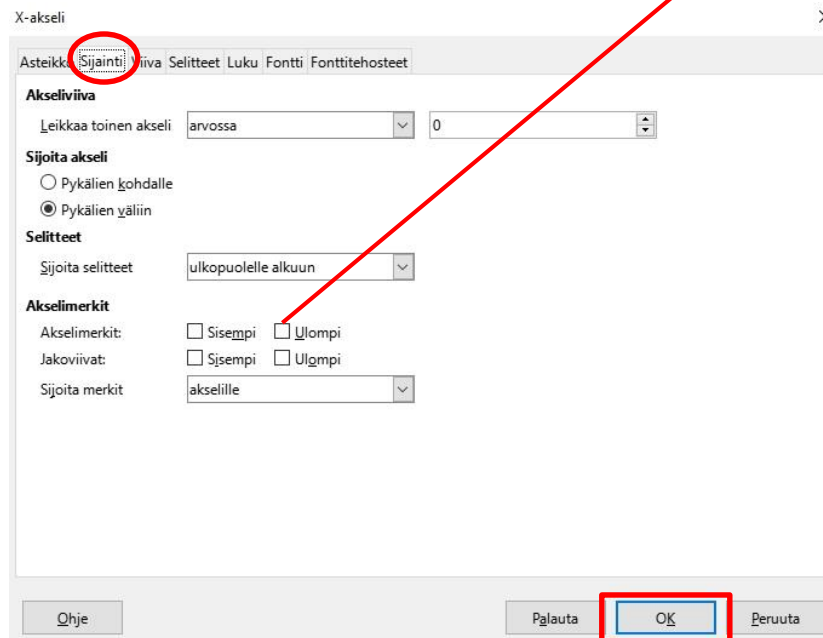 X-akseli
Asteikko Sijainti Viiva Selitteet Luku Fontti Fonttitehosteet
Akseliviiva
Leikkaa toinen akseli arvossa 0
Sijoita akseli
Pykälien kohdalle
Pykälien väliin
Selitteet
Sijoita selitteet ulkopuolelle alkuun
Akselimerkit
Akselimerkit: Sisempi Ulompi
Jakoviivat: Sisempi Ulompi
Sijoita merkit akselille
Ohje Palauta OK Peruuta